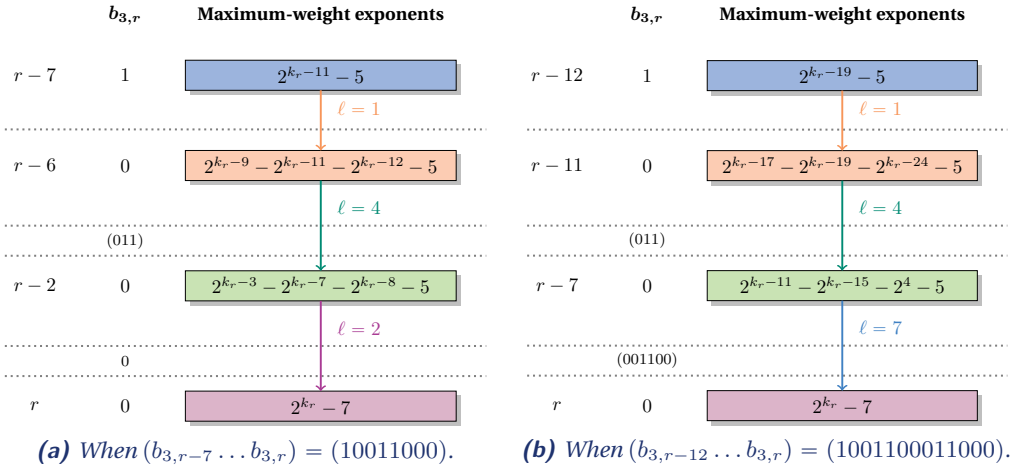 b_{3,r} Maximum-weight exponents
r − 7 1 2^{k_r−11} − 5
ℓ = 1
r − 6 0 2^{k_r−9} − 2^{k_r−11} − 2^{k_r−12} − 5
ℓ = 4
(011)
r − 2 0 2^{k_r−3} − 2^{k_r−7} − 2^{k_r−8} − 5
ℓ = 2
0
r 0 2^{k_r} − 7
(a) When (b_{3,r−7} … b_{3,r}) = (10011000).
b_{3,r} Maximum-weight exponents
r − 12 1 2^{k_r−19} − 5
ℓ = 1
r − 11 0 2^{k_r−17} − 2^{k_r−19} − 2^{k_r−24} − 5
ℓ = 4
(011)
r − 7 0 2^{k_r−11} − 2^{k_r−15} − 2^4 − 5
ℓ = 7
(001100)
r 0 2^{k_r} − 7
(b) When (b_{3,r−12} … b_{3,r}) = (1001100011000).